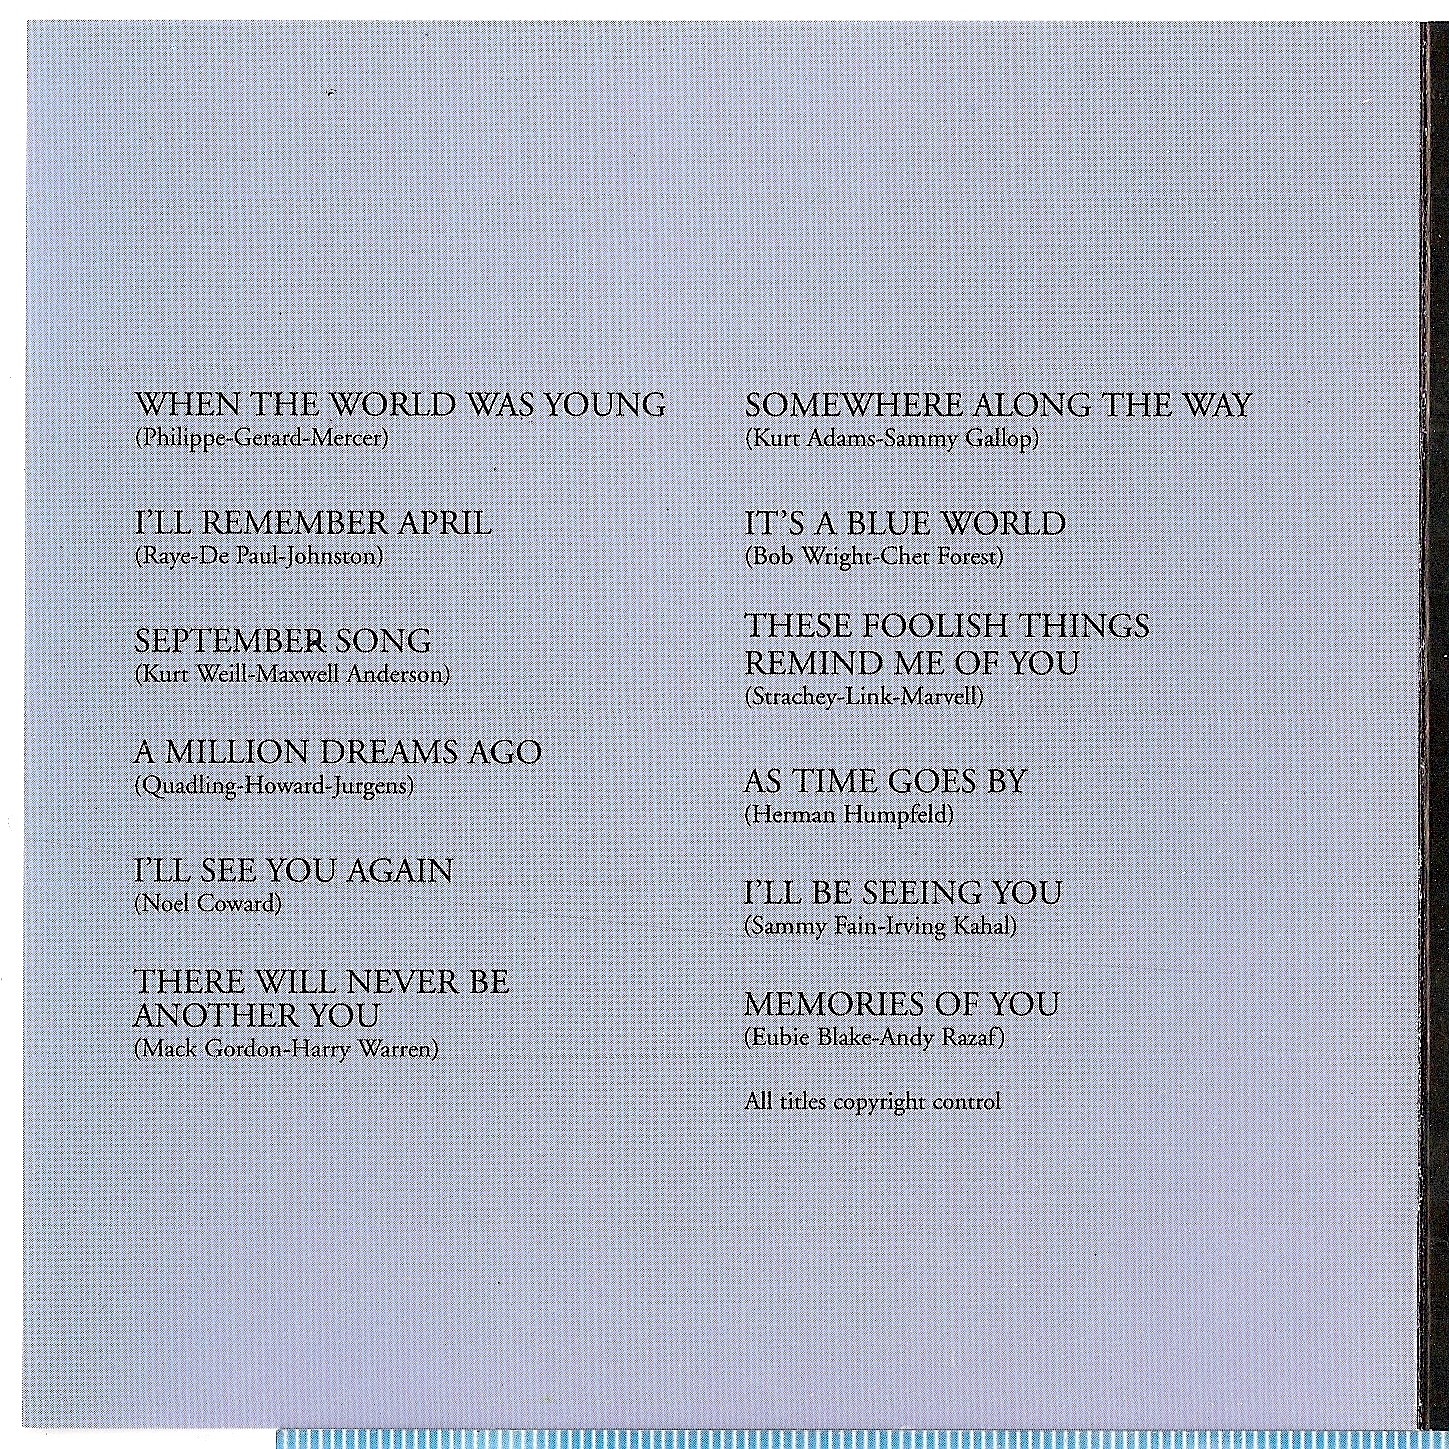 WHEN THE WORLD WAS YOUNG
(Philippe-Gerard-Mercer)
I'LL REMEMBER APRIL
(Raye-De Paul-Johnston)
SEPTEMBER SONG
(Kurt Weill-Maxwell Anderson)
A MILLION DREAMS AGO
(Quadling-Howard-Jurgens)
I'LL SEE YOU AGAIN
(Noel Coward)
THERE WILL NEVER BE
ANOTHER YOU
(Mack Gordon-Harry Warren)
SOMEWHERE ALONG THE WAY
(Kurt Adams-Sammy Gallop)
IT'S A BLUE WORLD
(Bob Wright-Chet Forest)
THESE FOOLISH THINGS
REMIND ME OF YOU
(Strachey-Link-Marvell)
AS TIME GOES BY
(Herman Humpfeld)
I'LL BE SEEING YOU
(Sammy Fain-Irving Kahal)
MEMORIES OF YOU
(Eubie Blake-Andy Razaf)
All titles copyright control